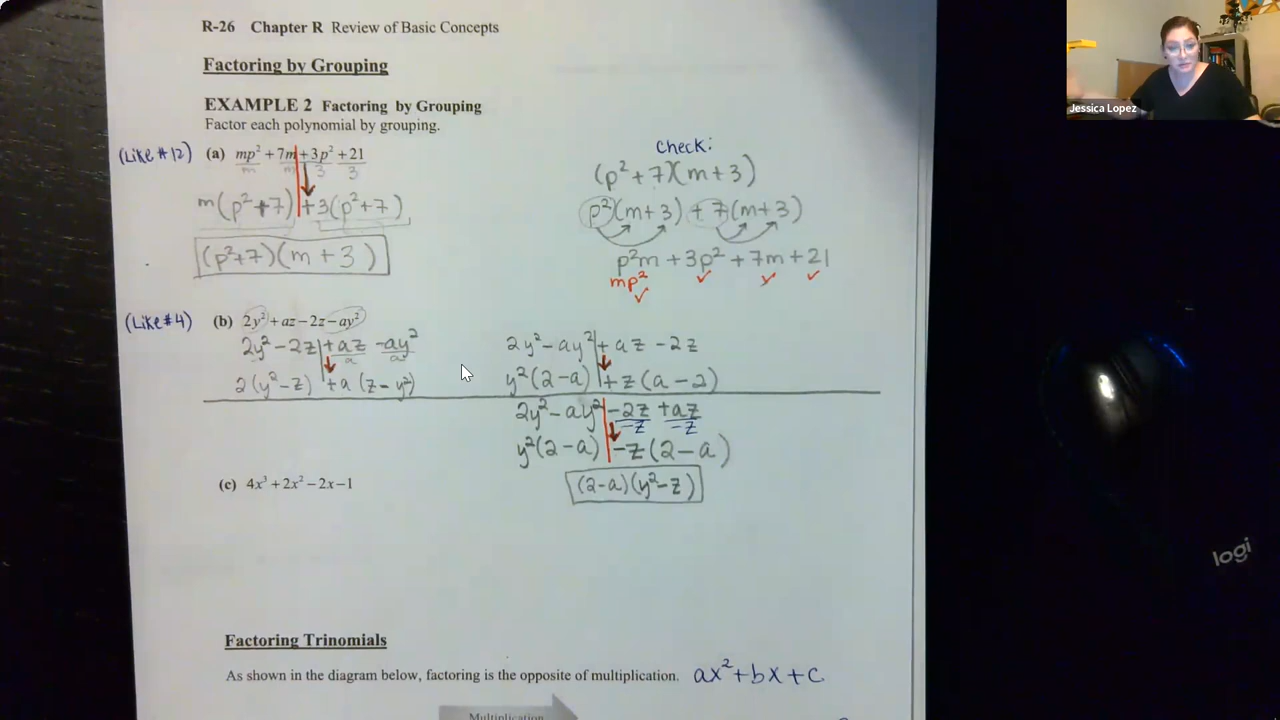 R-26 Chapter R Review of Basic Concepts
Jessica Lopez
Factoring by Grouping
EXAMPLE 2 Factoring by Grouping
Factor each polynomial by grouping.
(Like #12) (a) mp² + 7m + 3p² + 21
m m 3 3
m(p² + 7) + 3(p² + 7)
(p²+7)(m + 3)
check:
(p² + 7)(m + 3)
p²(m+3) + 7(m+3)
p²m + 3p² + 7m + 21
mp² ✓ ✓ ✓
✓
(Like #4) (b) 2y² + az − 2z − ay²
2y² − 2z + az − ay²
a a
2(y² − z) + a (z − y²)
2y² − ay² + az − 2z
y²(2−a) + z(a − 2)
2y² − ay² − 2z + az
−z −z
y²(2−a) − z(2−a)
(2−a)(y²−z)
(c) 4x³ + 2x² − 2x − 1
logi
Factoring Trinomials
As shown in the diagram below, factoring is the opposite of multiplication. ax² + bx + c
Multiplication